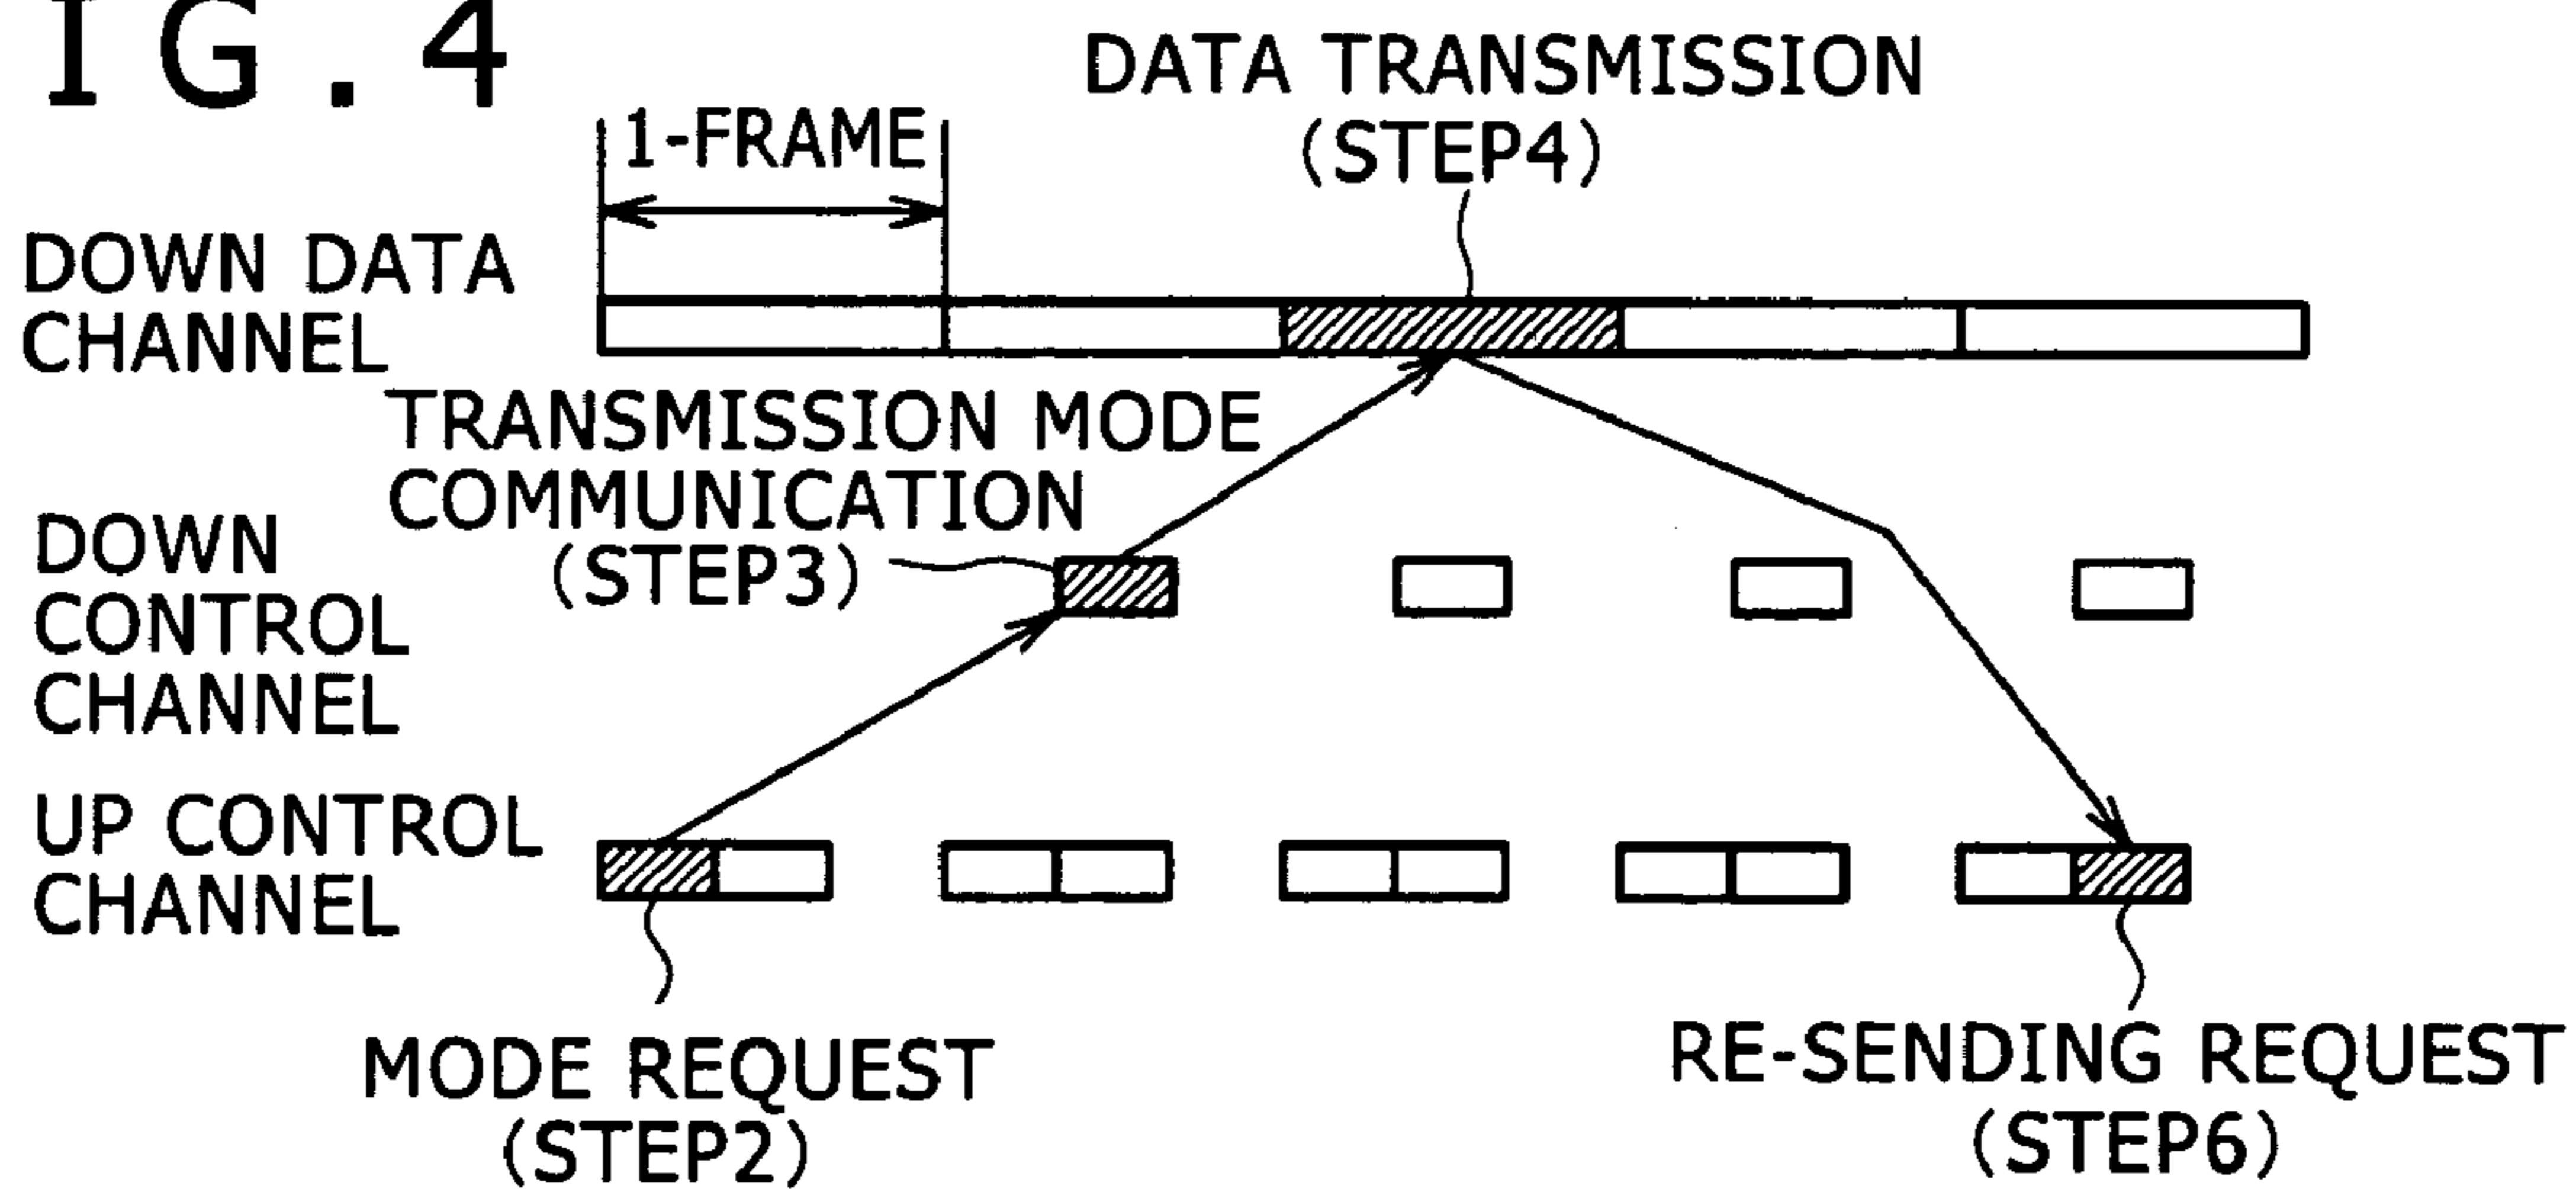 IG.4
DATA TRANSMISSION
(STEP4)
1-FRAME
DOWN DATA
CHANNEL
TRANSMISSION MODE
COMMUNICATION
(STEP3)
DOWN
CONTROL
CHANNEL
UP CONTROL
CHANNEL
MODE REQUEST
(STEP2)
RE-SENDING REQUEST
(STEP6)